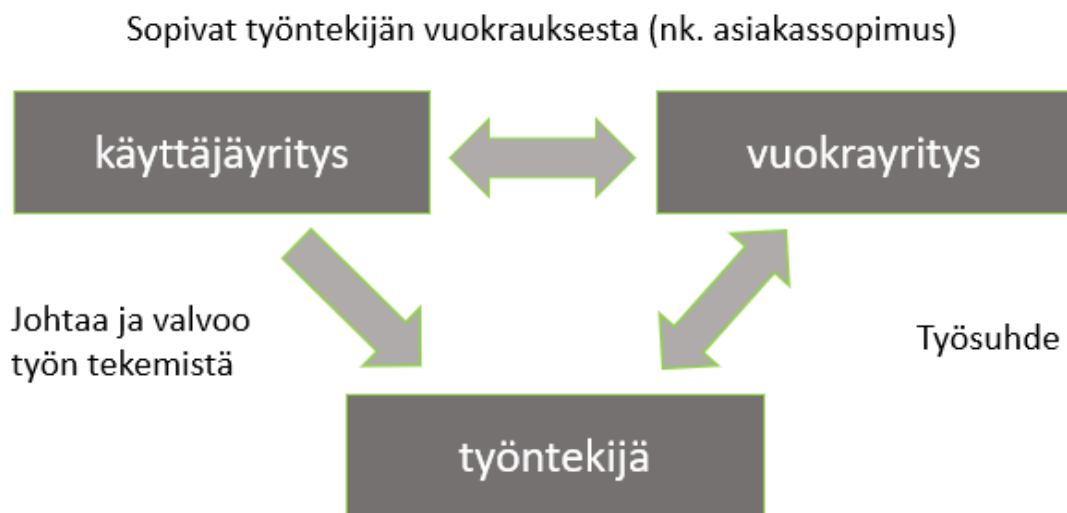 Sopivat työntekijän vuokrauksesta (nk. asiakassopimus)
käyttäjäyritys
vuokrayritys
Johtaa ja valvoo
työn tekemistä
Työsuhde
työntekijä